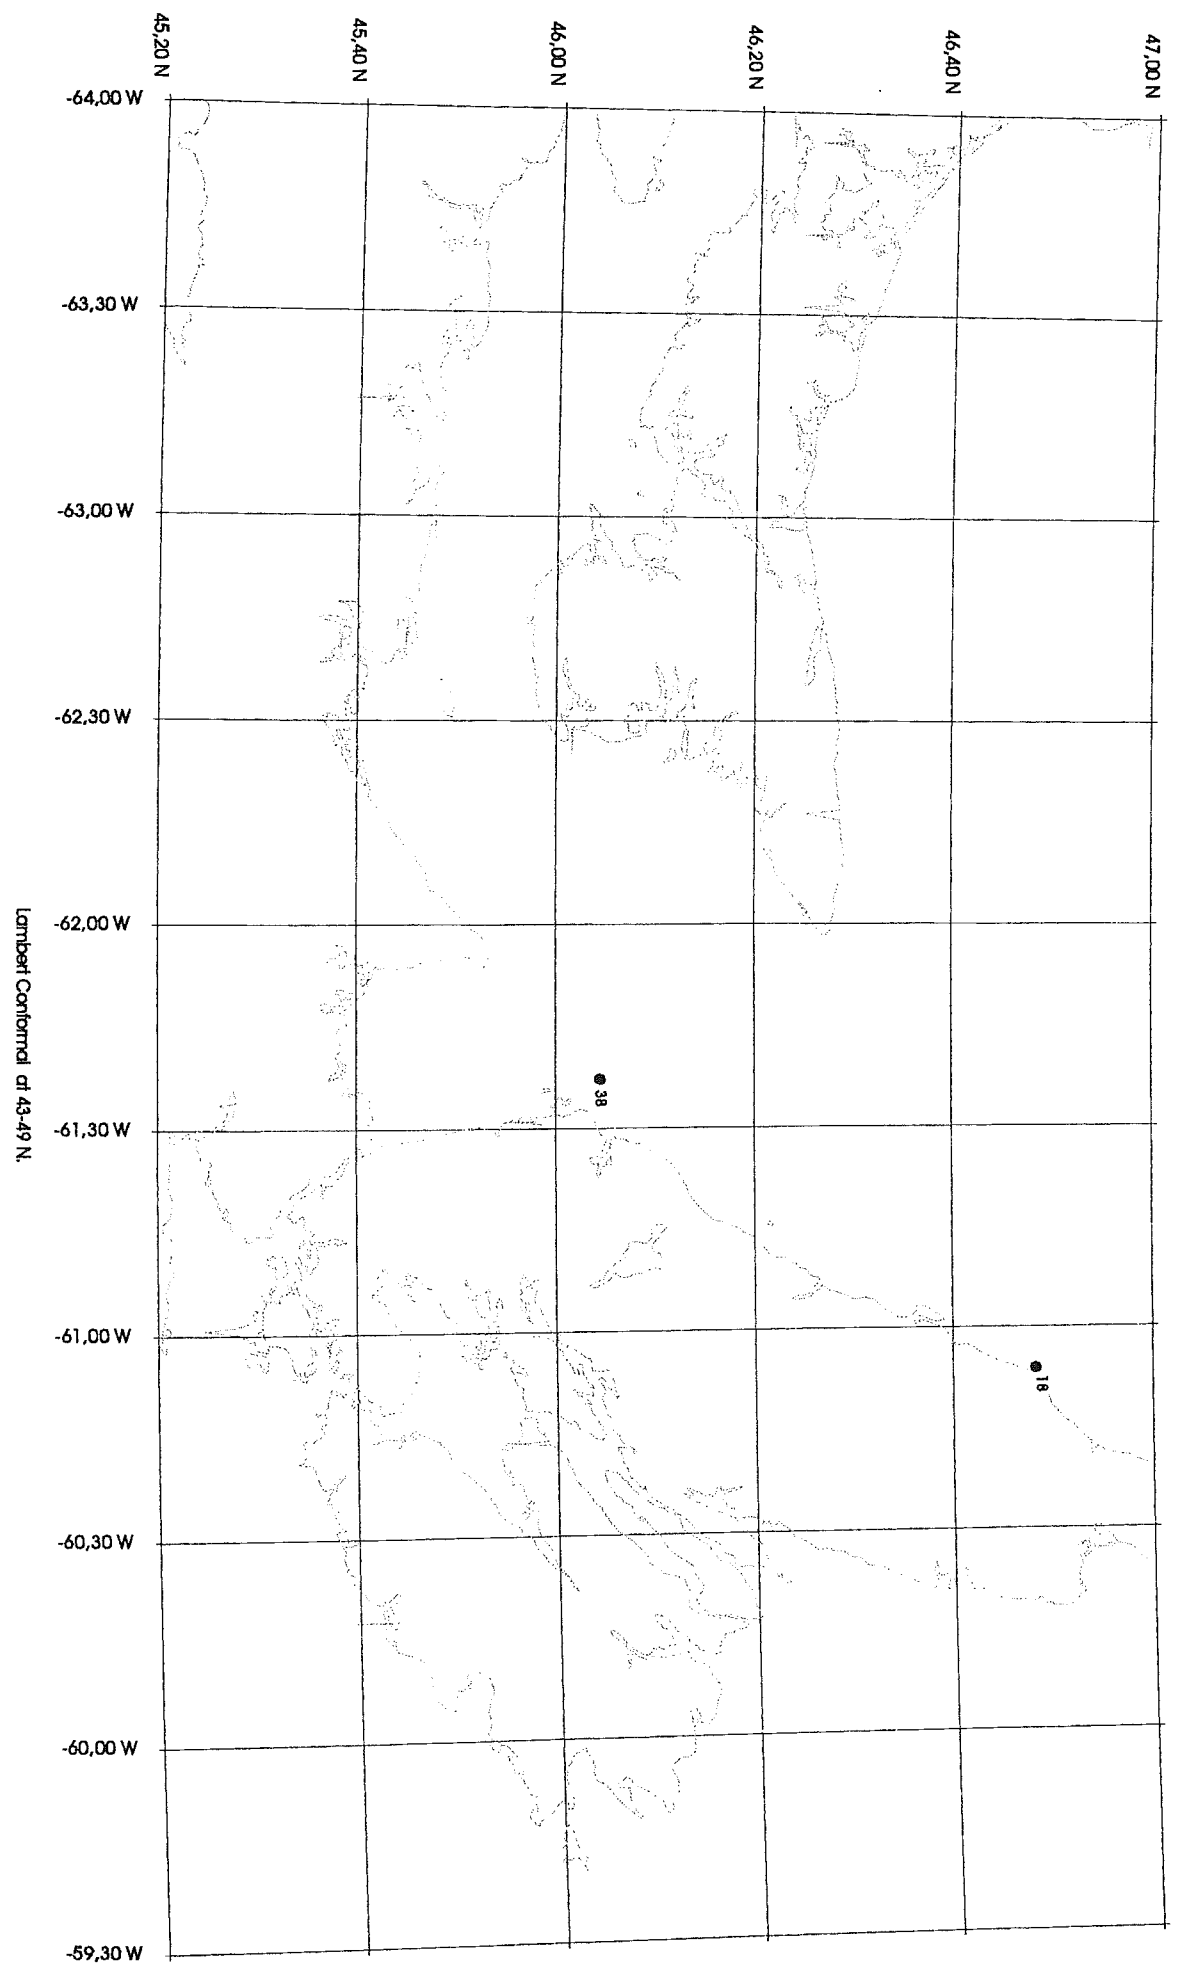 45,20 N
45,40 N
46,00 N
46,20 N
46,40 N
47,00 N
-64,00 W
-63,30 W
-63,00 W
-62,30 W
-62,00 W
-61,30 W
-61,00 W
-60,30 W
-60,00 W
-59,30 W
38
18
Lambert Conformal at 43-49 N.